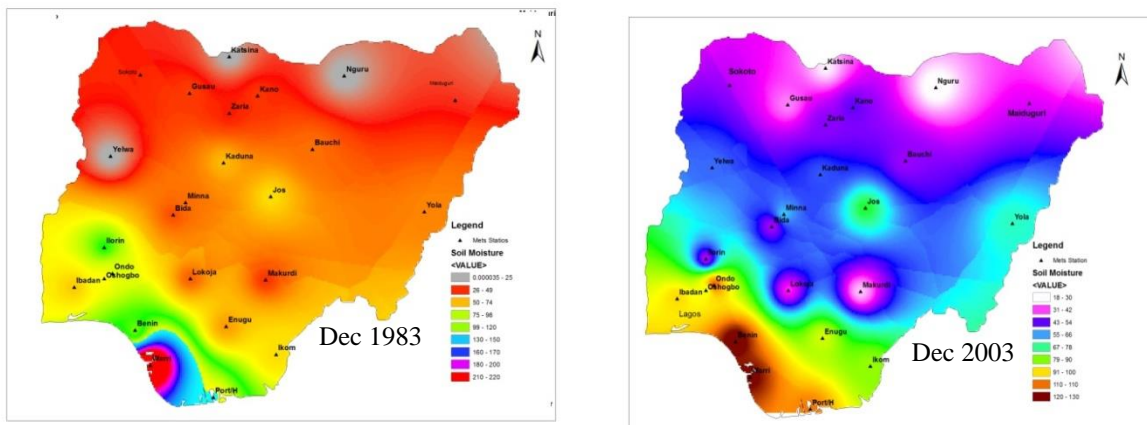 N
Katsina
Sokoto
Nguru
Maiduguri
Gusau
Kano
Zaria
Yelwa
Bauchi
Kaduna
Jos
Minna
Bida
Yola
Ilorin
Ondo
Oshogbo
Ibadan
Lokoja
Makurdi
Enugu
Benin
Ikom
Warri
Port/H
Dec 1983
Legend
Mets Station
Soil Moisture
<VALUE>
0.000035 - 25
26 - 49
50 - 74
75 - 98
99 - 120
130 - 150
160 - 170
180 - 200
210 - 220
N
Katsina
Sokoto
Nguru
Gusau
Kano
Maiduguri
Zaria
Bauchi
Yelwa
Kaduna
Jos
Minna
Bida
Yola
Ilorin
Ondo
Oshogbo
Ibadan
Lagos
Lokoja
Makurdi
Benin
Enugu
Ikom
Warri
Port/H
Dec 2003
Legend
Mets Station
Soil Moisture
<VALUE>
18 - 30
31 - 42
43 - 54
55 - 66
67 - 78
79 - 90
91 - 100
110 - 110
120 - 130